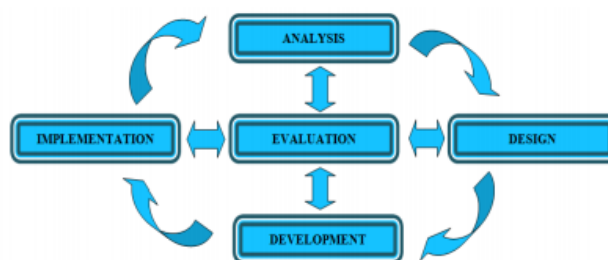 ANALYSIS
IMPLEMENTATION
EVALUATION
DESIGN
DEVELOPMENT